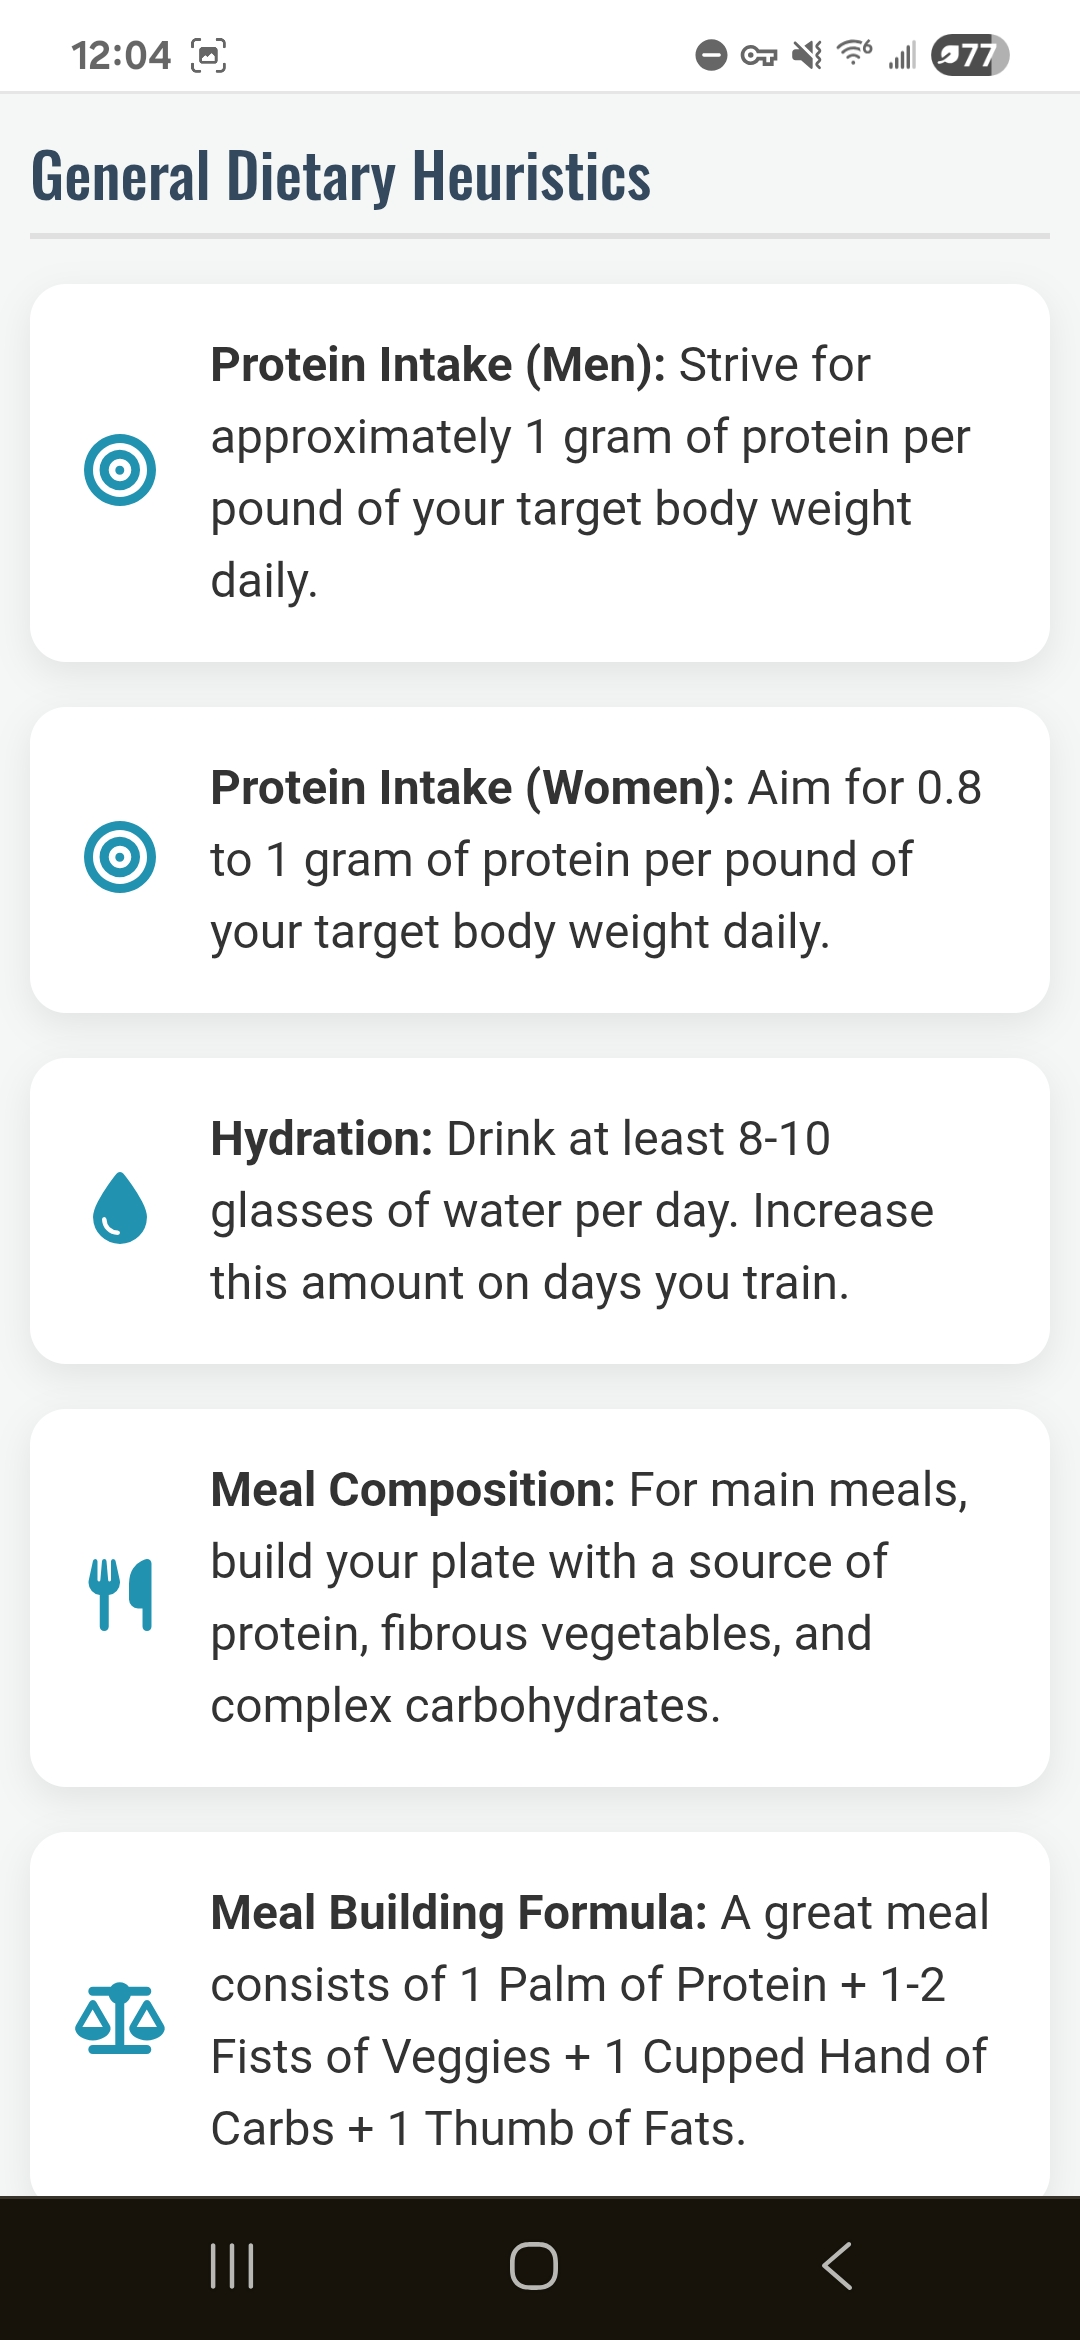 12:04
6
77
General Dietary Heuristics
Protein Intake (Men): Strive for
approximately 1 gram of protein per
pound of your target body weight
daily.
Protein Intake (Women): Aim for 0.8
to 1 gram of protein per pound of
your target body weight daily.
Hydration: Drink at least 8-10
glasses of water per day. Increase
this amount on days you train.
Meal Composition: For main meals,
build your plate with a source of
protein, fibrous vegetables, and
complex carbohydrates.
Meal Building Formula: A great meal
consists of 1 Palm of Protein + 1-2
Fists of Veggies + 1 Cupped Hand of
Carbs + 1 Thumb of Fats.